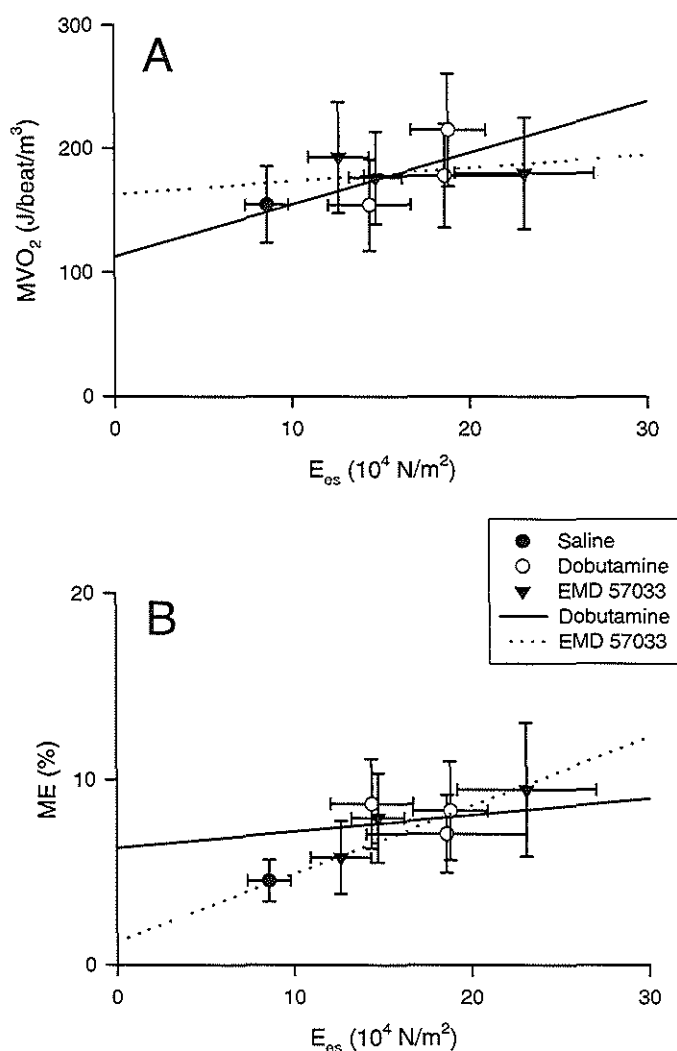 A
300
200
100
0
MVO₂ (J/beat/m³)
0 10 20 30
Eₑₛ (10⁴ N/m²)
Saline
Dobutamine
EMD 57033
Dobutamine
EMD 57033
B
20
10
0
ME (%)
0 10 20 30
Eₑₛ (10⁴ N/m²)